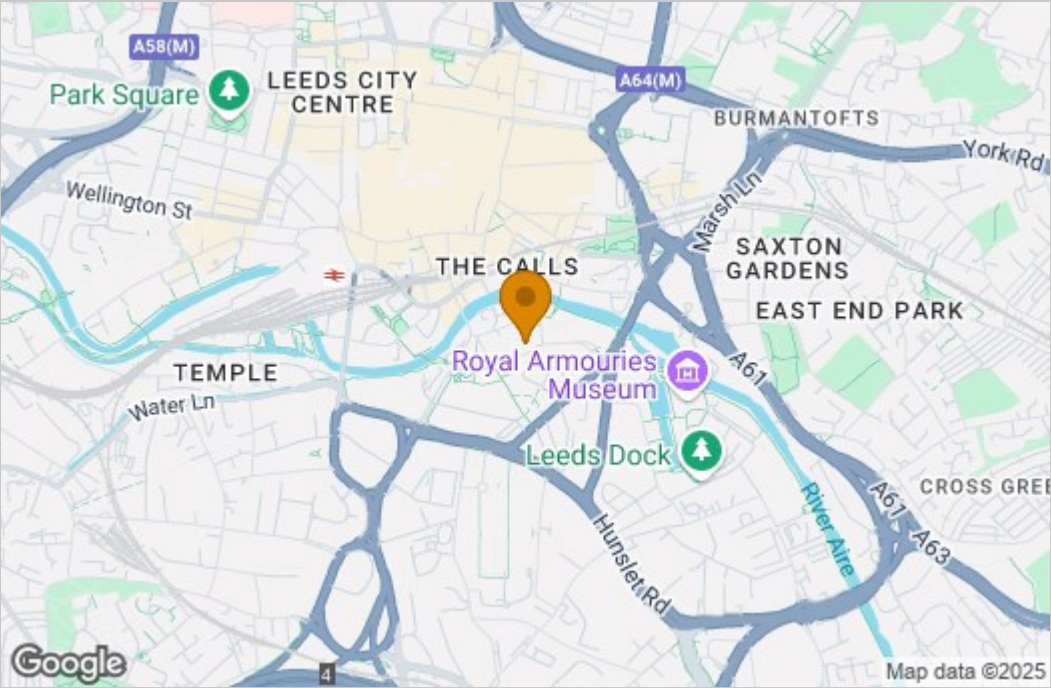 A58(M)
Park Square
LEEDS CITY
CENTRE
A64(M)
BURMANTOFTS
York Rd
Wellington St
Marsh Ln
THE CALLS
SAXTON
GARDENS
EAST END PARK
TEMPLE
Royal Armouries
Museum
A61
Water Ln
Leeds Dock
CROSS GREE
A61
River Aire
A63
Hunslet Rd
4
Google
Map data ©2025